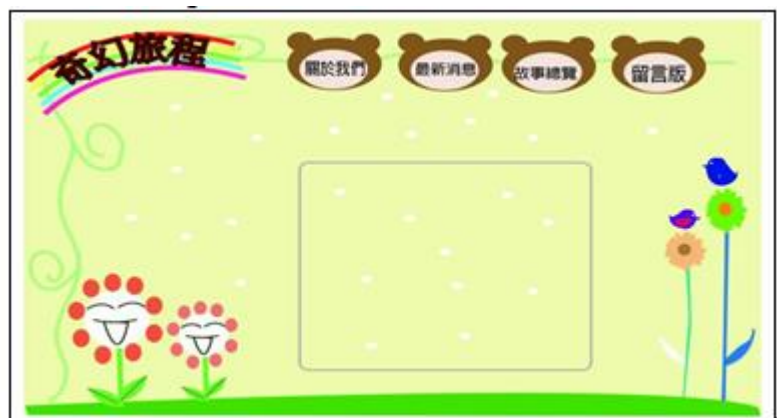 奇幻旅程
關於我們
最新消息
故事總覽
留言版